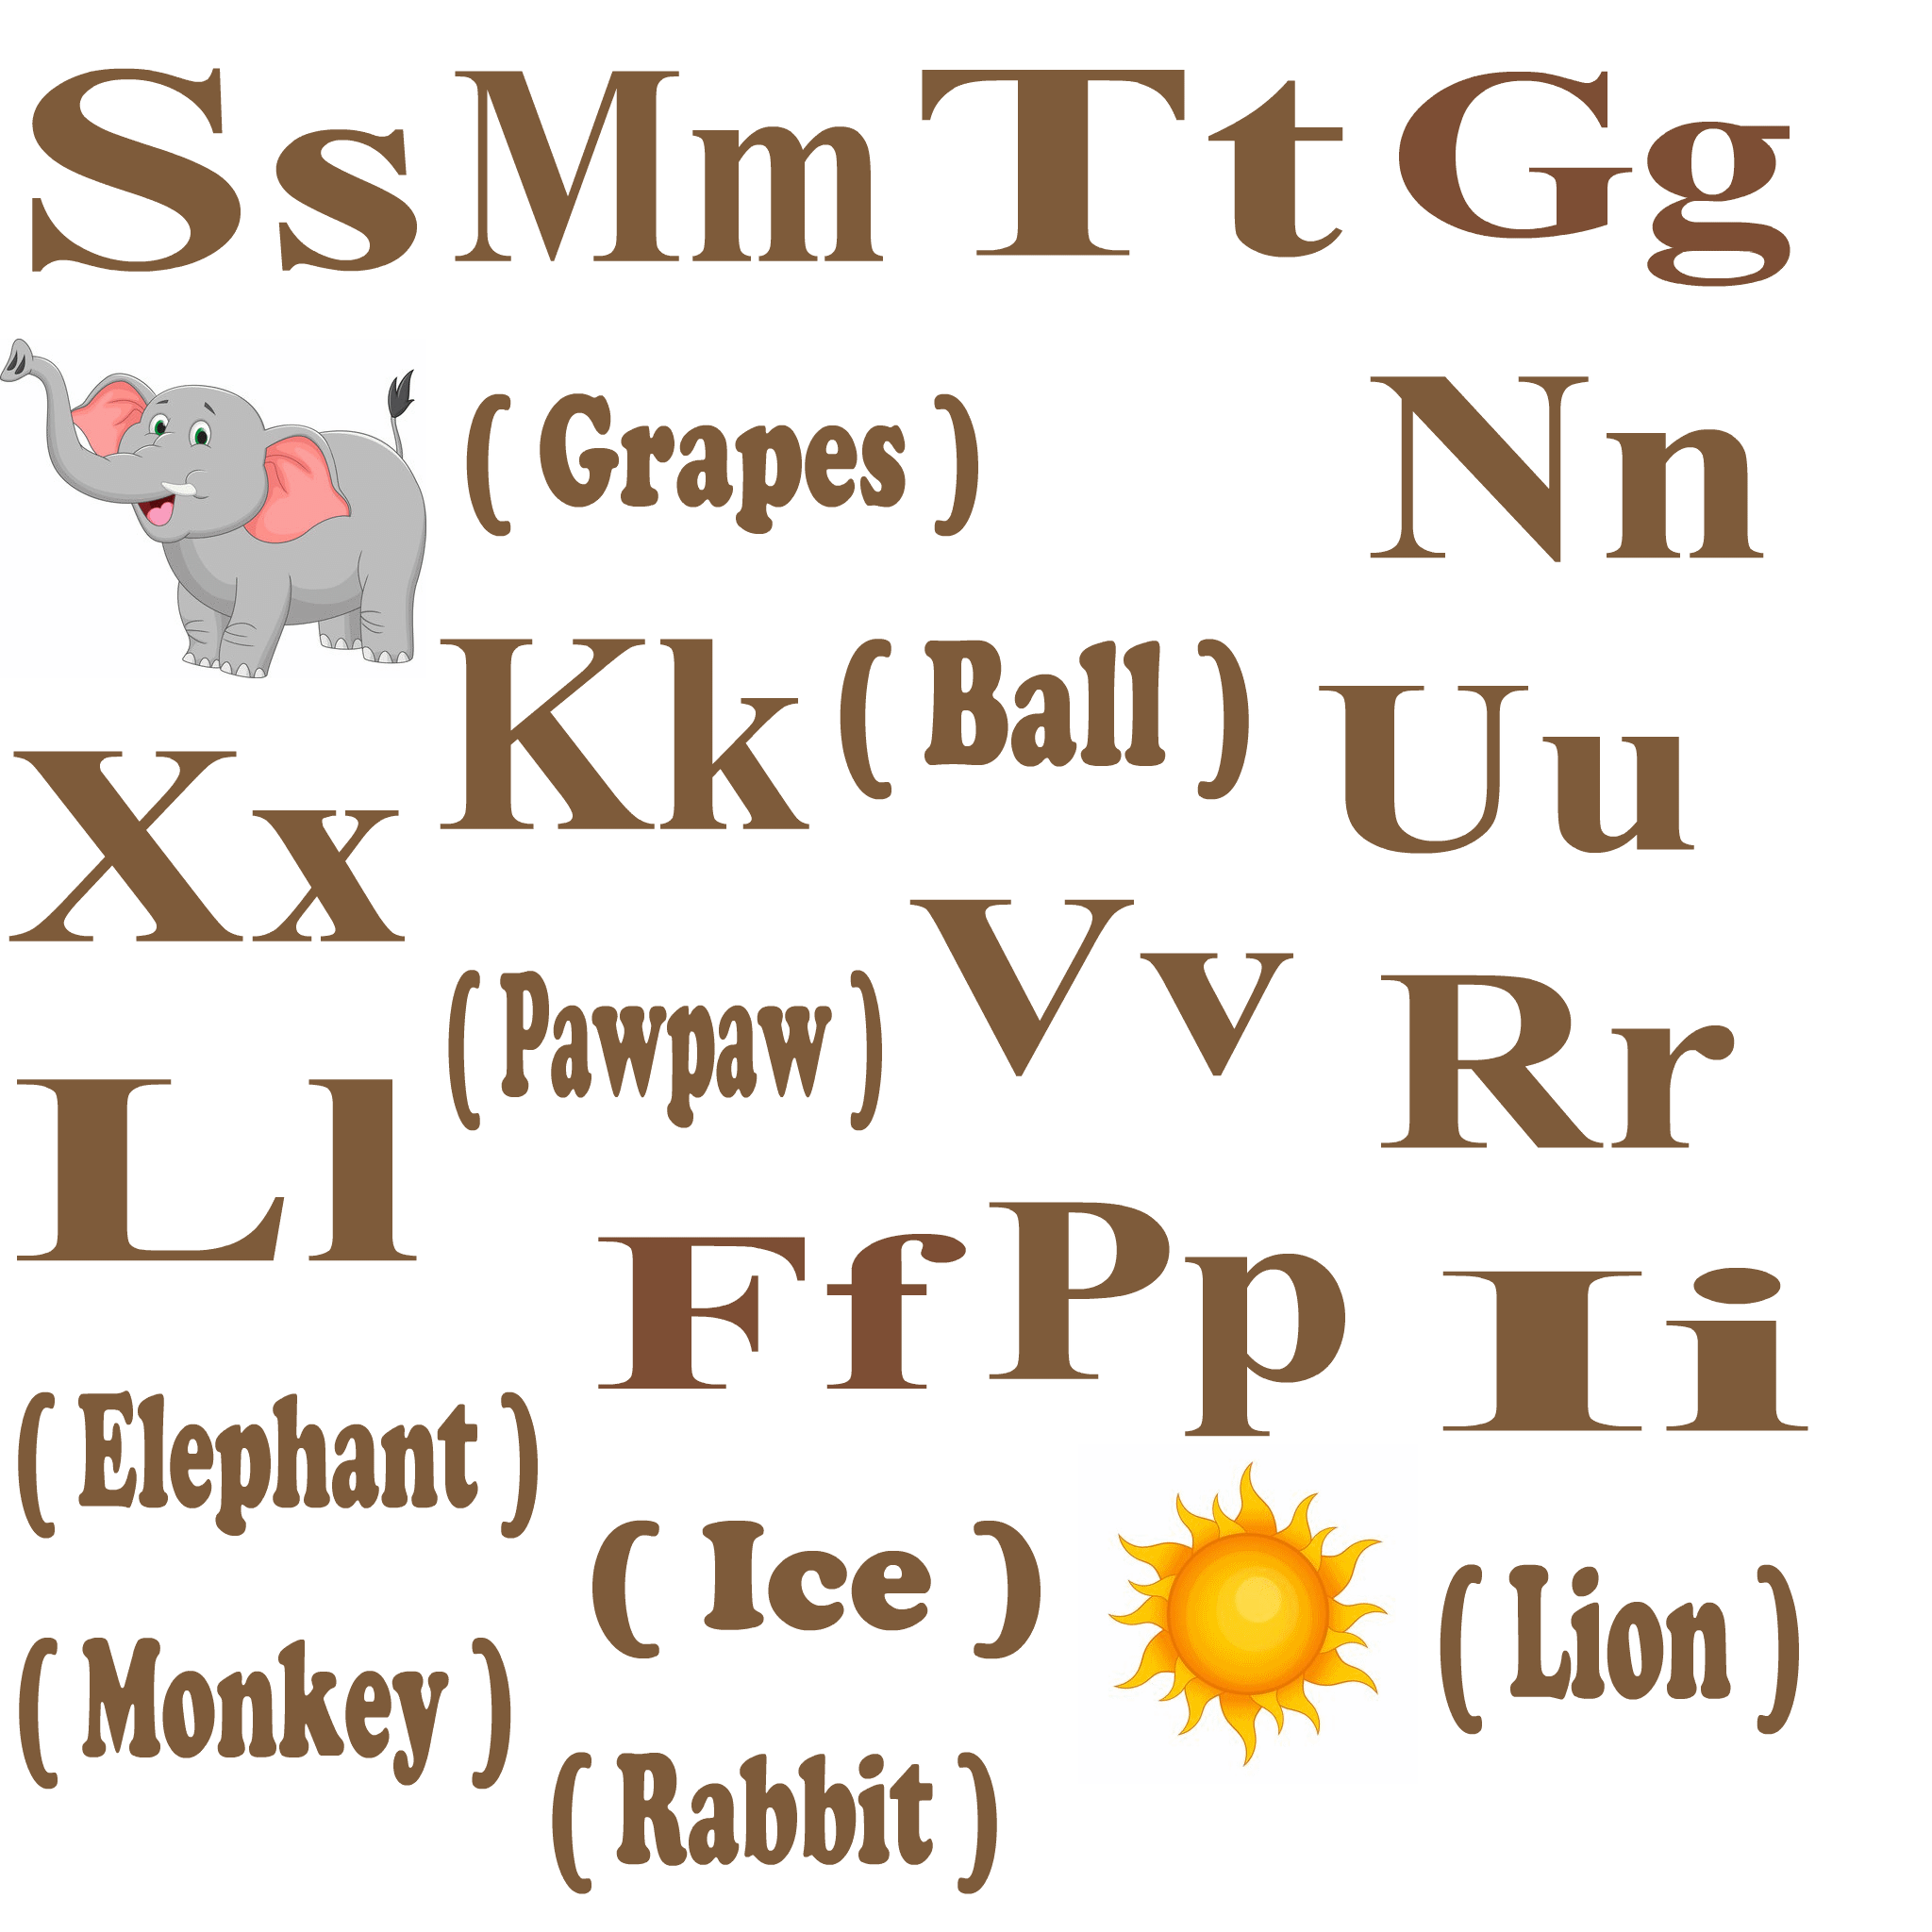 Ss Mm Tt Gg
( Grapes )
Nn
Kk
( Ball )
Uu
Xx
Vv
( Pawpaw )
Rr
Ll
Ff
Pp
Ii
( Elephant )
( Ice )
( Lion )
( Monkey )
( Rabbit )